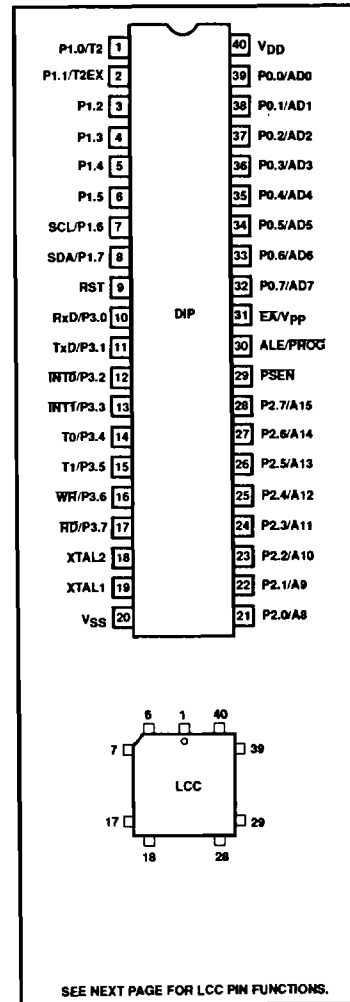 P1.0/T2 1 40 VDD
P1.1/T2EX 2 39 P0.0/AD0
P1.2 3 38 P0.1/AD1
P1.3 4 37 P0.2/AD2
P1.4 5 36 P0.3/AD3
P1.5 6 35 P0.4/AD4
SCL/P1.6 7 34 P0.5/AD5
SDA/P1.7 8 33 P0.6/AD6
RST 9 32 P0.7/AD7
RxD/P3.0 10 DIP 31 E̅A̅/VPP
TxD/P3.1 11 30 ALE/P̅R̅O̅G̅
I̅N̅T̅0̅/P3.2 12 29 P̅S̅E̅N̅
I̅N̅T̅1̅/P3.3 13 28 P2.7/A15
T0/P3.4 14 27 P2.6/A14
T1/P3.5 15 26 P2.5/A13
W̅R̅/P3.6 16 25 P2.4/A12
R̅D̅/P3.7 17 24 P2.3/A11
XTAL2 18 23 P2.2/A10
XTAL1 19 22 P2.1/A9
VSS 20 21 P2.0/A8
6 1 40
7 39
LCC
17 29
18 28
SEE NEXT PAGE FOR LCC PIN FUNCTIONS.